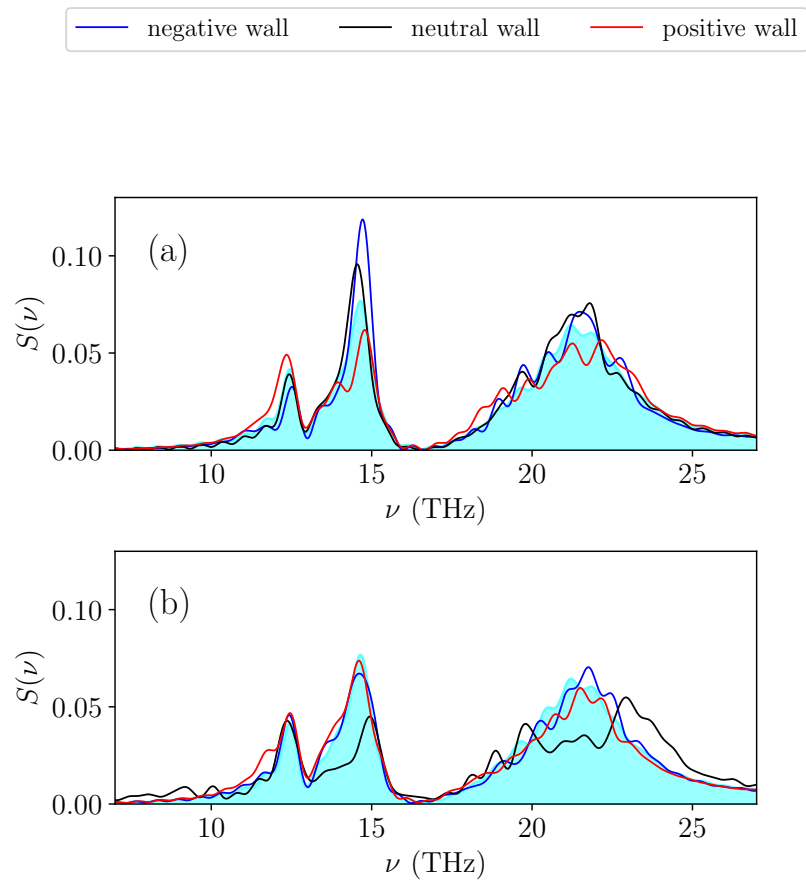 negative wall neutral wall positive wall
(a)
0.10
0.05
0.00
S(ν)
10 15 20 25
ν (THz)
(b)
0.10
0.05
0.00
S(ν)
10 15 20 25
ν (THz)